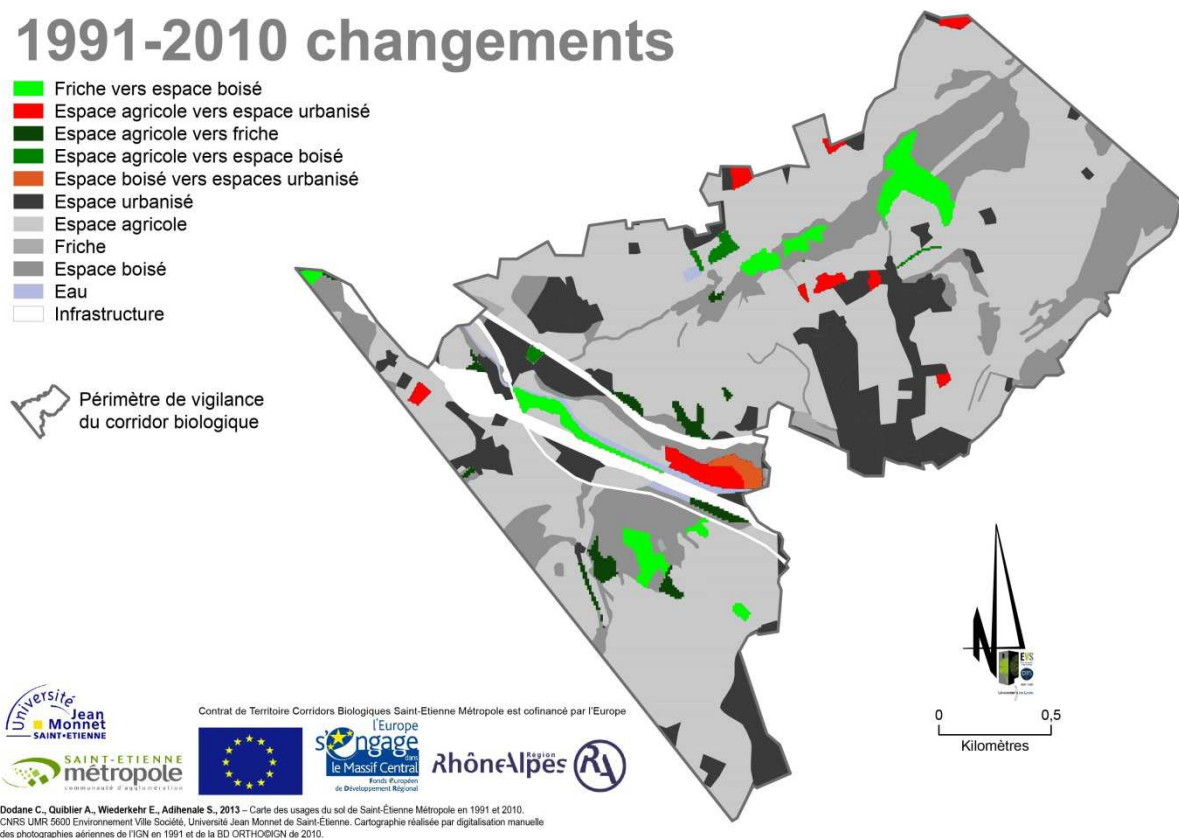 1991-2010 changements
Friche vers espace boisé
Espace agricole vers espace urbanisé
Espace agricole vers friche
Espace agricole vers espace boisé
Espace boisé vers espaces urbanisé
Espace urbanisé
Espace agricole
Friche
Espace boisé
Eau
Infrastructure
Périmètre de vigilance
du corridor biologique
N
EVS
0 0,5
Kilomètres
Université
Jean
Monnet
SAINT-ETIENNE
SAINT-ETIENNE
métropole
communauté d'agglomération
Contrat de Territoire Corridors Biologiques Saint-Etienne Métropole est cofinancé par l'Europe
l'Europe
s'engage
dans
le Massif Central
Fonds Européen
de Développement Régional
Région
RhôneAlpes
RA
Dodane C., Quiblier A., Wiederkehr E., Adihenale S., 2013 – Carte des usages du sol de Saint-Étienne Métropole en 1991 et 2010.
CNRS UMR 5600 Environnement Ville Société, Université Jean Monnet de Saint-Étienne. Cartographie réalisée par digitalisation manuelle
des photographies aériennes de l'IGN en 1991 et de la BD ORTHO®IGN de 2010.